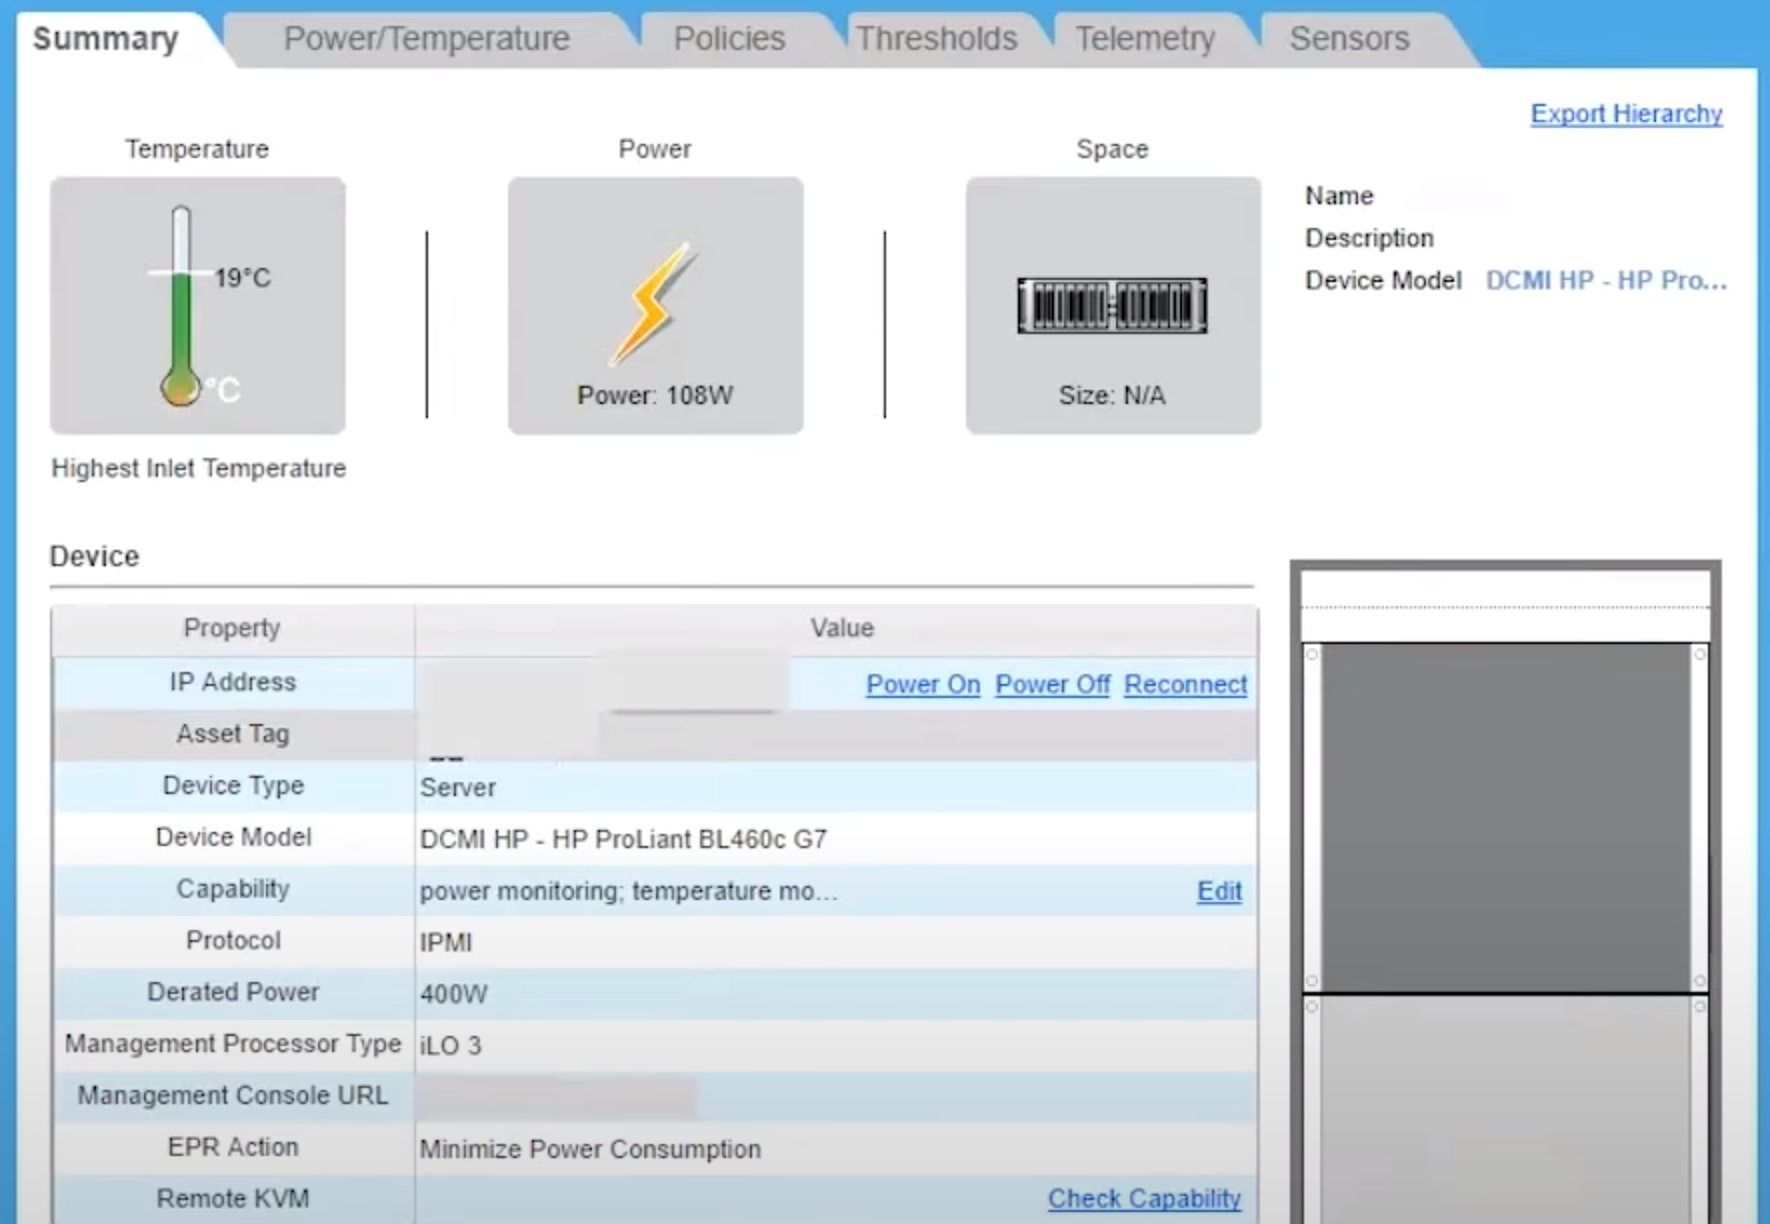 Summary Power/Temperature Policies Thresholds Telemetry Sensors
Export Hierarchy
Temperature Power Space
19°C
°C
Power: 108W
Size: N/A
Highest Inlet Temperature
Name
Description
Device Model DCMI HP - HP Pro...
Device
Property Value
IP Address Power On Power Off Reconnect
Asset Tag
Device Type Server
Device Model DCMI HP - HP ProLiant BL460c G7
Capability power monitoring; temperature mo... Edit
Protocol IPMI
Derated Power 400W
Management Processor Type iLO 3
Management Console URL
EPR Action Minimize Power Consumption
Remote KVM Check Capability